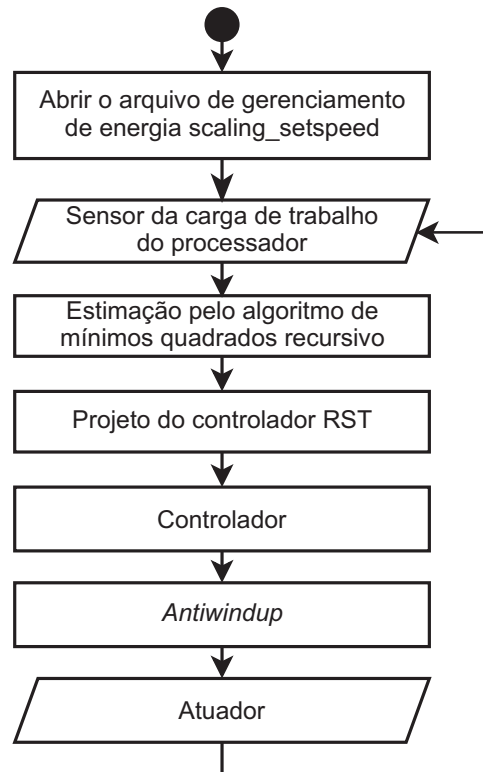 Abrir o arquivo de gerenciamento
de energia scaling_setspeed
Sensor da carga de trabalho
do processador
Estimação pelo algoritmo de
mínimos quadrados recursivo
Projeto do controlador RST
Controlador
Antiwindup
Atuador